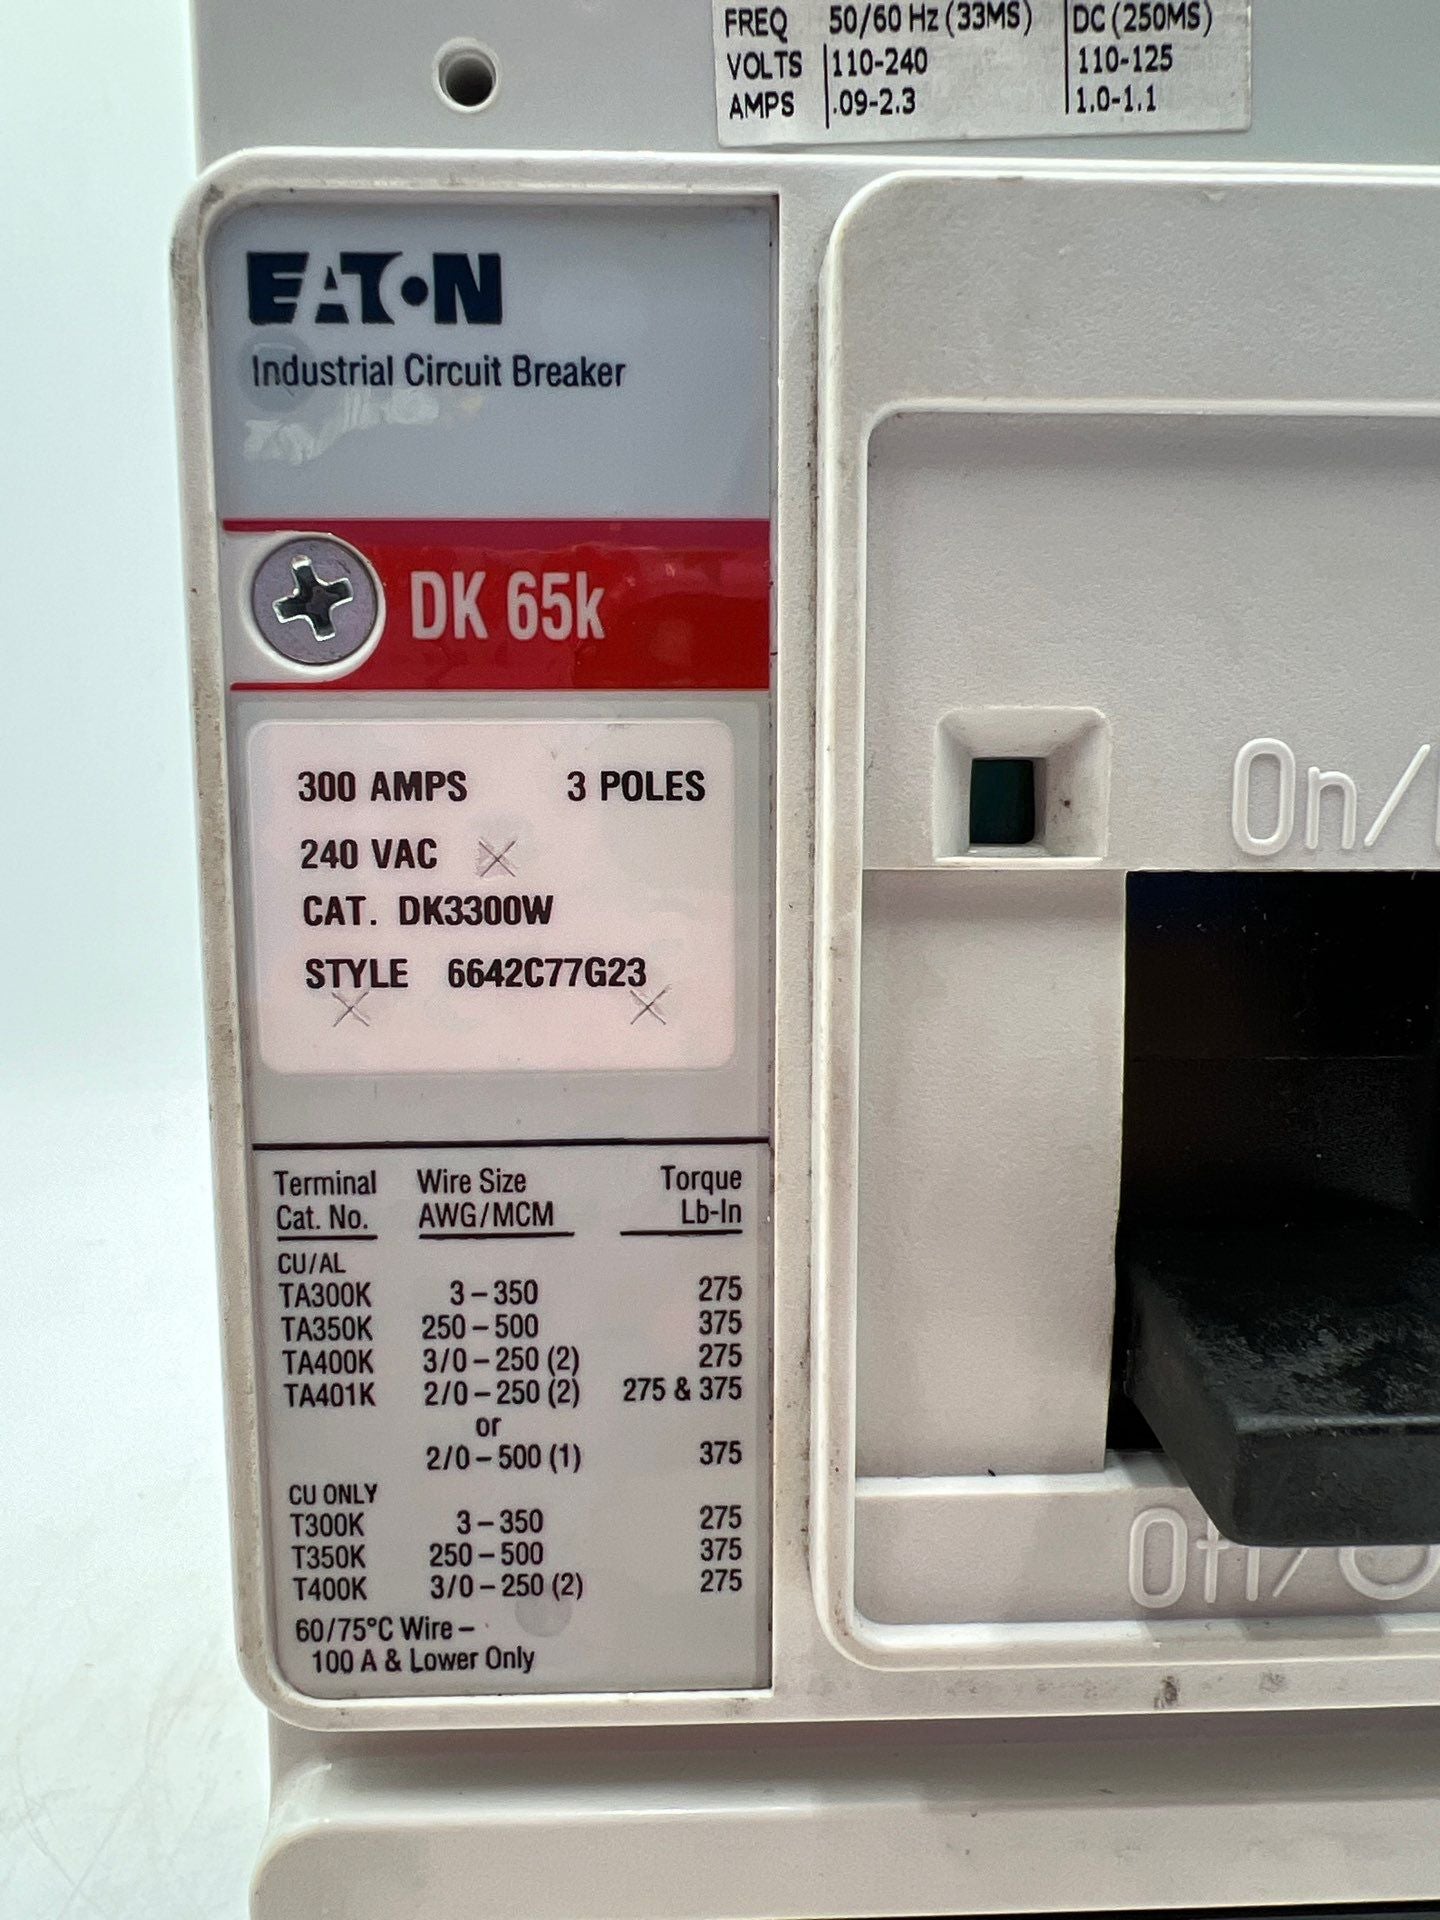 FREQ 50/60 Hz (33MS) DC (250MS)
VOLTS 110-240 110-125
AMPS .09-2.3 1.0-1.1
EATON
Industrial Circuit Breaker
DK 65k
300 AMPS 3 POLES
240 VAC
CAT. DK3300W
STYLE 6642C77G23
On/
Terminal Wire Size Torque
Cat. No. AWG/MCM Lb-In
CU/AL
TA300K 3–350 275
TA350K 250–500 375
TA400K 3/0–250 (2) 275
TA401K 2/0–250 (2) 275 & 375
or
2/0–500 (1) 375
CU ONLY
T300K 3–350 275
T350K 250–500 375
T400K 3/0–250 (2) 275
60/75°C Wire–
100 A & Lower Only
Off/O